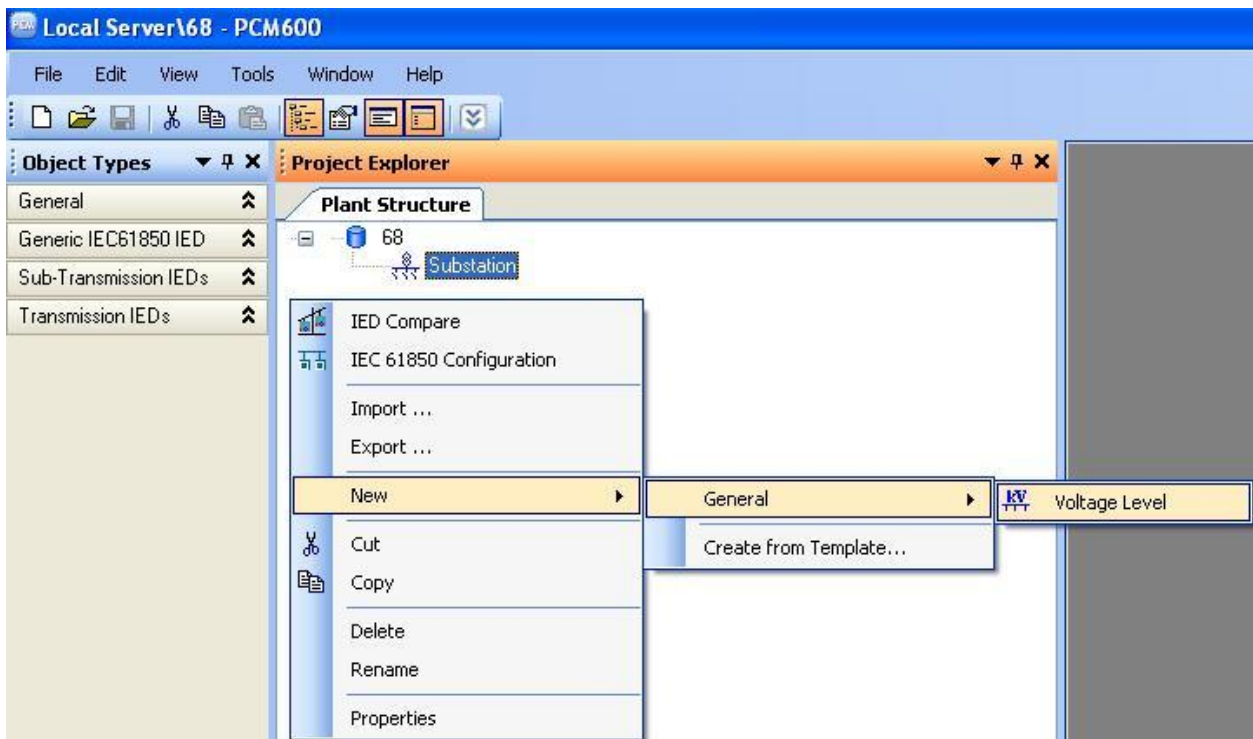 Local Server\68 - PCM600
File Edit View Tools Window Help
Object Types
General
Generic IEC61850 IED
Sub-Transmission IEDs
Transmission IEDs
Project Explorer
Plant Structure
68
Substation
IED Compare
IEC 61850 Configuration
Import ...
Export ...
New
Cut
Copy
Delete
Rename
Properties
General
Create from Template...
kV Voltage Level